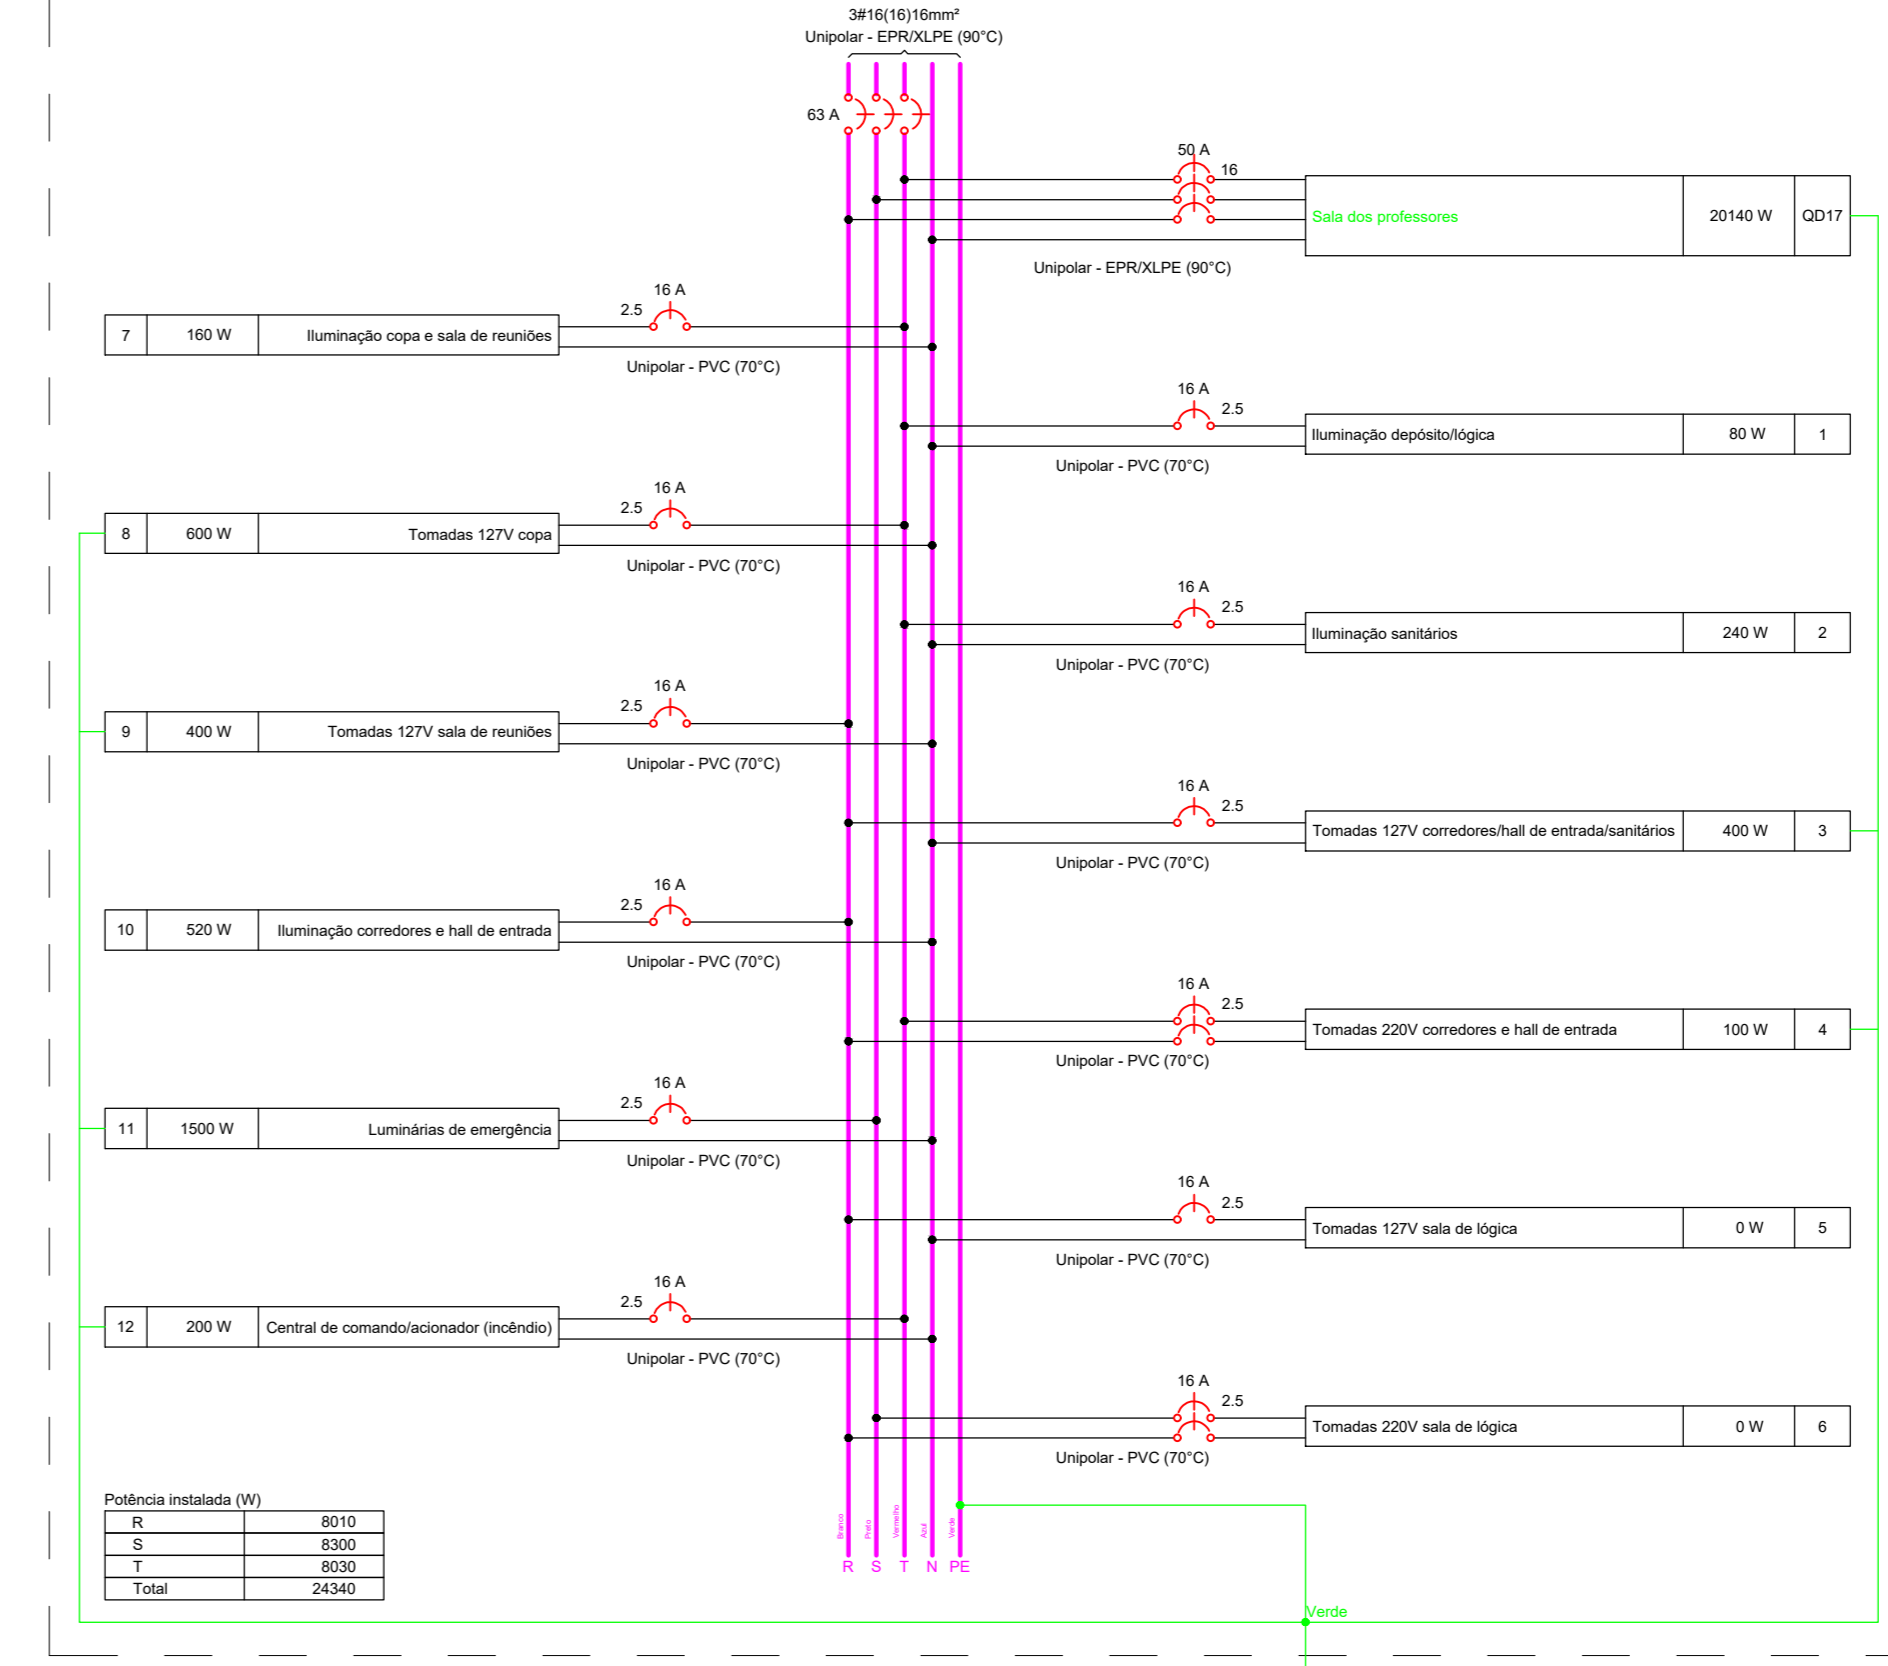 3#16(16)16mm²
Unipolar - EPR/XLPE (90°C)
63 A
50 A
16
Sala dos professores 20140 W QD17
Unipolar - EPR/XLPE (90°C)
16 A
2.5
7 160 W Iluminação copa e sala de reuniões
Unipolar - PVC (70°C)
16 A
2.5
Iluminação depósito/lógica 80 W 1
Unipolar - PVC (70°C)
16 A
2.5
8 600 W Tomadas 127V copa
Unipolar - PVC (70°C)
16 A
2.5
Iluminação sanitários 240 W 2
Unipolar - PVC (70°C)
16 A
2.5
9 400 W Tomadas 127V sala de reuniões
Unipolar - PVC (70°C)
16 A
2.5
Tomadas 127V corredores/hall de entrada/sanitários 400 W 3
Unipolar - PVC (70°C)
16 A
2.5
10 520 W Iluminação corredores e hall de entrada
Unipolar - PVC (70°C)
16 A
2.5
Tomadas 220V corredores e hall de entrada 100 W 4
Unipolar - PVC (70°C)
16 A
2.5
11 1500 W Luminárias de emergência
Unipolar - PVC (70°C)
16 A
2.5
Tomadas 127V sala de lógica 0 W 5
Unipolar - PVC (70°C)
16 A
2.5
12 200 W Central de comando/acionador (incêndio)
Unipolar - PVC (70°C)
16 A
2.5
Tomadas 220V sala de lógica 0 W 6
Unipolar - PVC (70°C)
Potência instalada (W)
R 8010
S 8300
T 8030
Total 24340
Branco Preto Vermelho Azul Verde
R S T N PE
Verde